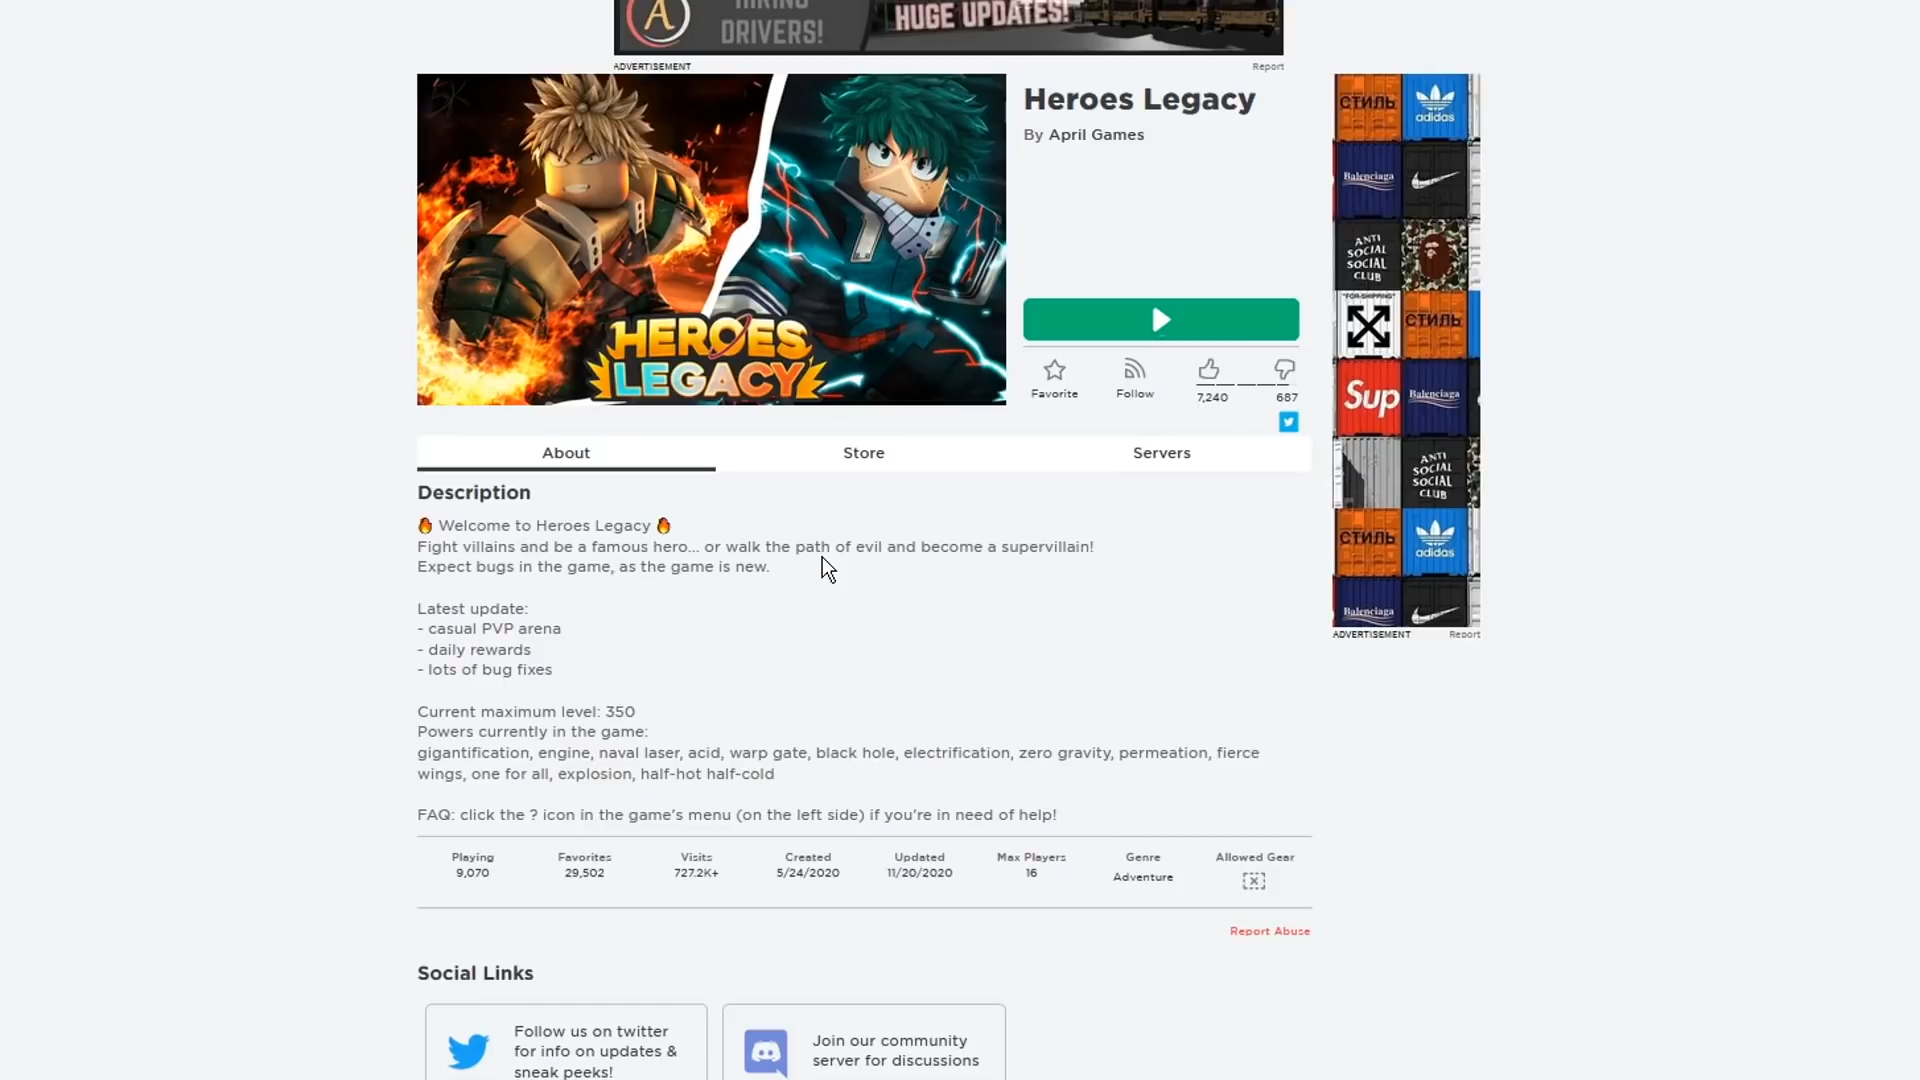 HIRING
DRIVERS!
HUGE UPDATES!
A
ADVERTISEMENT
Report
HEROES
LEGACY
Heroes Legacy
By April Games
Favorite
Follow
7,240
687
About
Store
Servers
Description
🔥 Welcome to Heroes Legacy 🔥
Fight villains and be a famous hero... or walk the path of evil and become a supervillain!
Expect bugs in the game, as the game is new.
Latest update:
- casual PVP arena
- daily rewards
- lots of bug fixes
Current maximum level: 350
Powers currently in the game:
gigantification, engine, naval laser, acid, warp gate, black hole, electrification, zero gravity, permeation, fierce
wings, one for all, explosion, half-hot half-cold
FAQ: click the ? icon in the game's menu (on the left side) if you're in need of help!
Playing
9,070
Favorites
29,502
Visits
727.2K+
Created
5/24/2020
Updated
11/20/2020
Max Players
16
Genre
Adventure
Allowed Gear
Report Abuse
Social Links
Follow us on twitter
for info on updates &
sneak peeks!
Join our community
server for discussions
СТИЛЬ
adidas
Balenciaga
ANTI
SOCIAL
SOCIAL
CLUB
"FOR-SHIPPING"
СТИЛЬ
Sup
Balenciaga
ANTI
SOCIAL
SOCIAL
CLUB
СТИЛЬ
adidas
Balenciaga
ADVERTISEMENT
Report